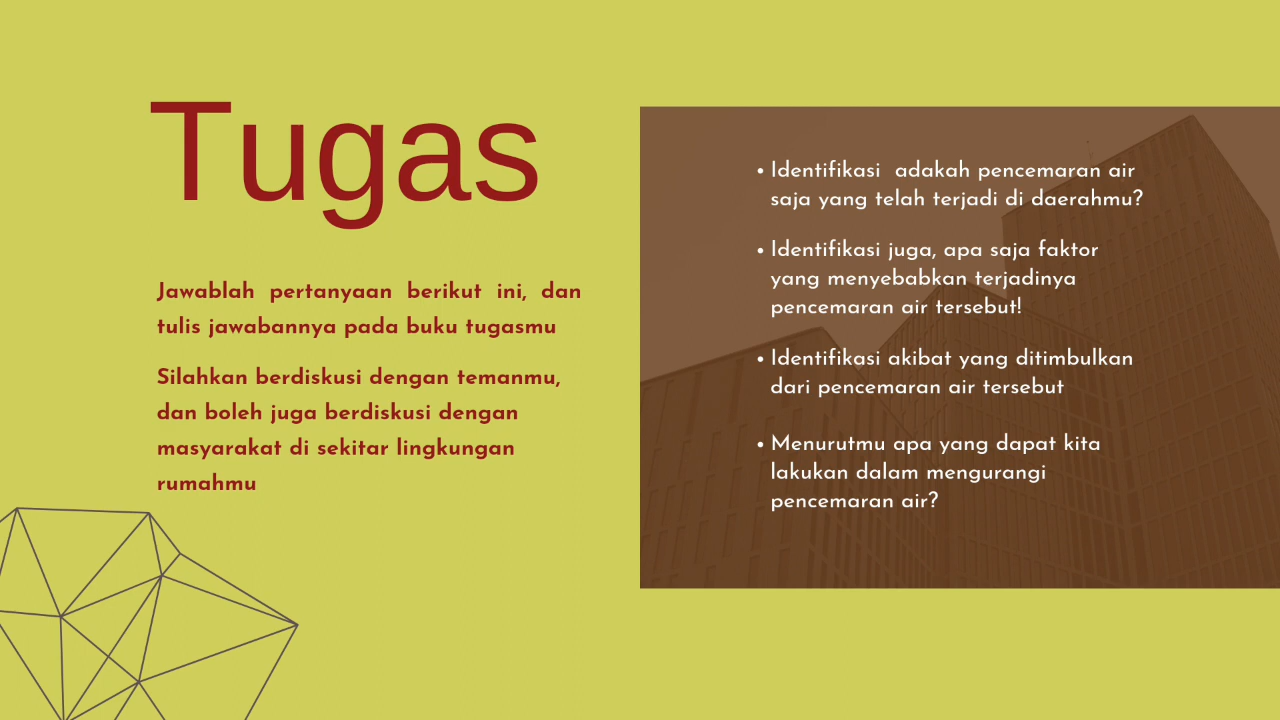 Tugas
Jawablah pertanyaan berikut ini, dan
tulis jawabannya pada buku tugasmu
Silahkan berdiskusi dengan temanmu,
dan boleh juga berdiskusi dengan
masyarakat di sekitar lingkungan
rumahmu
• Identifikasi  adakah pencemaran air
saja yang telah terjadi di daerahmu?
• Identifikasi juga, apa saja faktor
yang menyebabkan terjadinya
pencemaran air tersebut!
• Identifikasi akibat yang ditimbulkan
dari pencemaran air tersebut
• Menurutmu apa yang dapat kita
lakukan dalam mengurangi
pencemaran air?